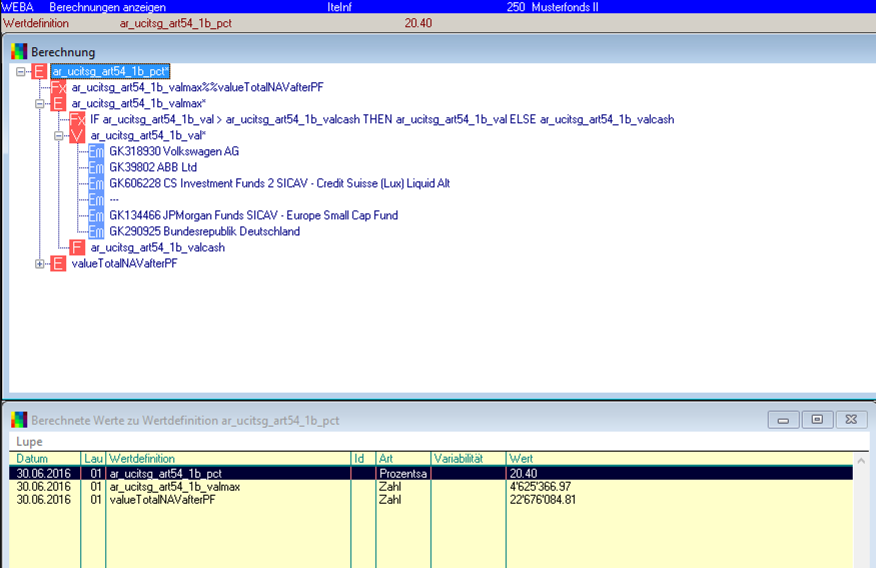 WEBA Berechnungen anzeigen IteInf 250 Musterfonds II
Wertdefinition ar_ucitsg_art54_1b_pct 20.40
Berechnung
E ar_ucitsg_art54_1b_pct*
Fx ar_ucitsg_art54_1b_valmax%%valueTotalNAVafterPF
E ar_ucitsg_art54_1b_valmax*
Fx IF ar_ucitsg_art54_1b_val > ar_ucitsg_art54_1b_valcash THEN ar_ucitsg_art54_1b_val ELSE ar_ucitsg_art54_1b_valcash
V ar_ucitsg_art54_1b_val*
Em GK318930 Volkswagen AG
Em GK39802 ABB Ltd
Em GK606228 CS Investment Funds 2 SICAV - Credit Suisse (Lux) Liquid Alt
Em ---
Em GK134466 JPMorgan Funds SICAV - Europe Small Cap Fund
Em GK290925 Bundesrepublik Deutschland
F ar_ucitsg_art54_1b_valcash
E valueTotalNAVafterPF
Berechnete Werte zu Wertdefinition ar_ucitsg_art54_1b_pct
Lupe
Datum Lau Wertdefinition Id Art Variabilität Wert
30.06.2016 01 ar_ucitsg_art54_1b_pct Prozentsa 20.40
30.06.2016 01 ar_ucitsg_art54_1b_valmax Zahl 4'625'366.97
30.06.2016 01 valueTotalNAVafterPF Zahl 22'676'084.81